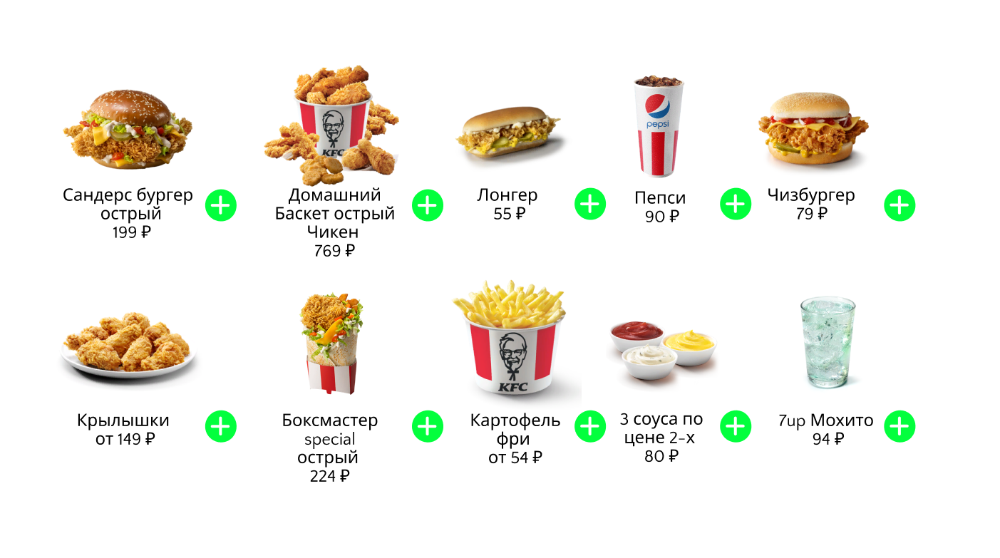 pepsi
KFC
Сандерс бургер
острый
199 ₽
Домашний
Баскет острый
Чикен
769 ₽
Лонгер
55 ₽
Пепси
90 ₽
Чизбургер
79 ₽
KFC
Крылышки
от 149 ₽
Боксмастер
special
острый
224 ₽
Картофель
фри
от 54 ₽
3 соуса по
цене 2-х
80 ₽
7up Мохито
94 ₽